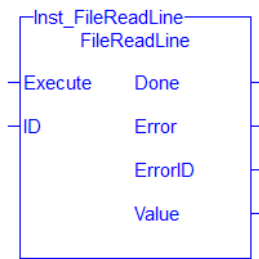 Inst_FileReadLine
FileReadLine
Execute Done
ID Error
ErrorID
Value